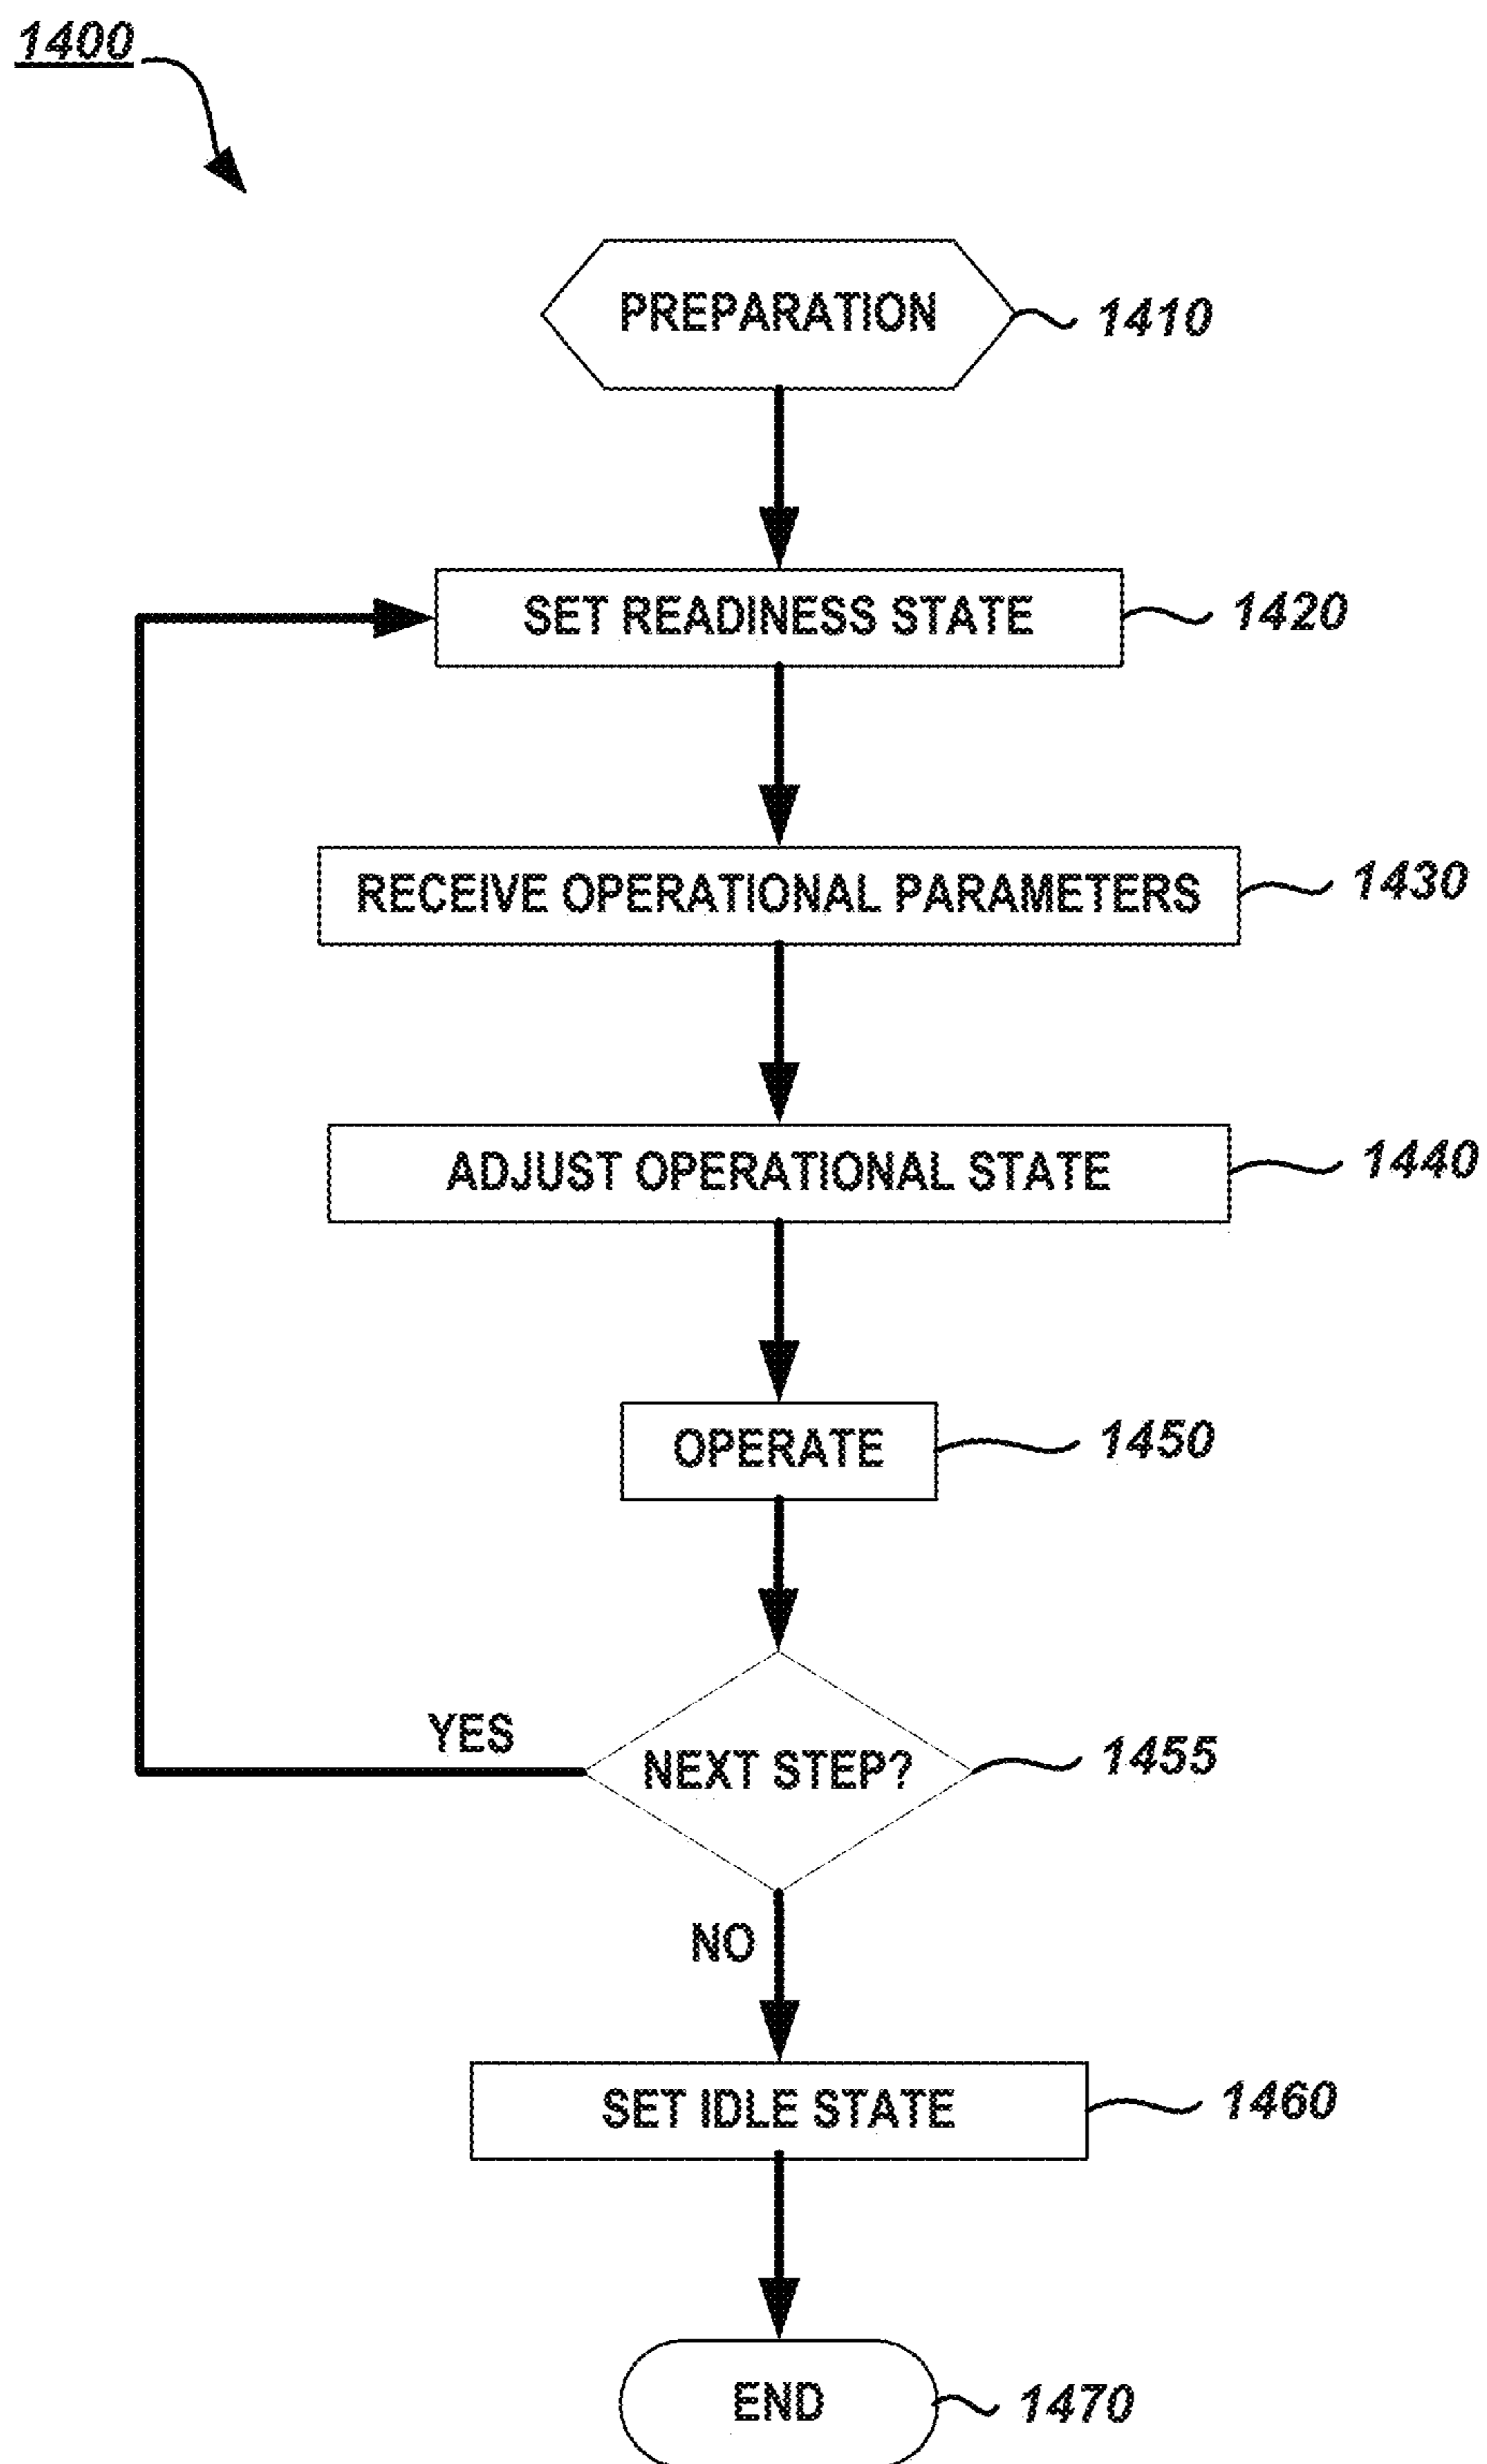 1400
PREPARATION
1410
SET READINESS STATE
1420
RECEIVE OPERATIONAL PARAMETERS
1430
ADJUST OPERATIONAL STATE
1440
OPERATE
1450
YES
NEXT STEP?
1455
NO
SET IDLE STATE
1460
END
1470